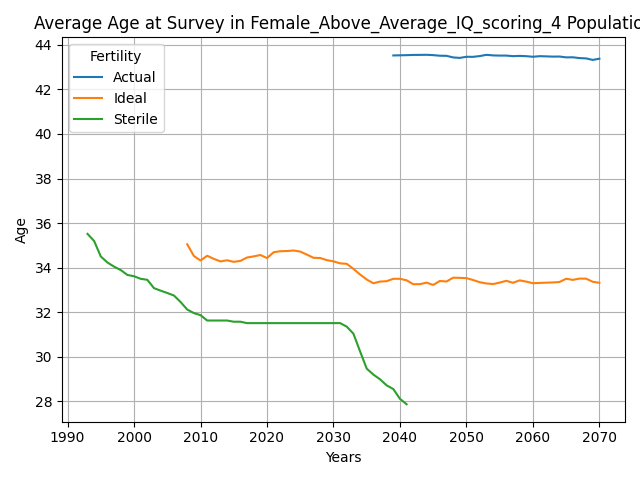 Average Age at Survey in Female_Above_Average_IQ_scoring_4 Populatio
Fertility
Actual
Ideal
Sterile
44
42
40
38
36
34
32
30
28
Age
1990 2000 2010 2020 2030 2040 2050 2060 2070
Years